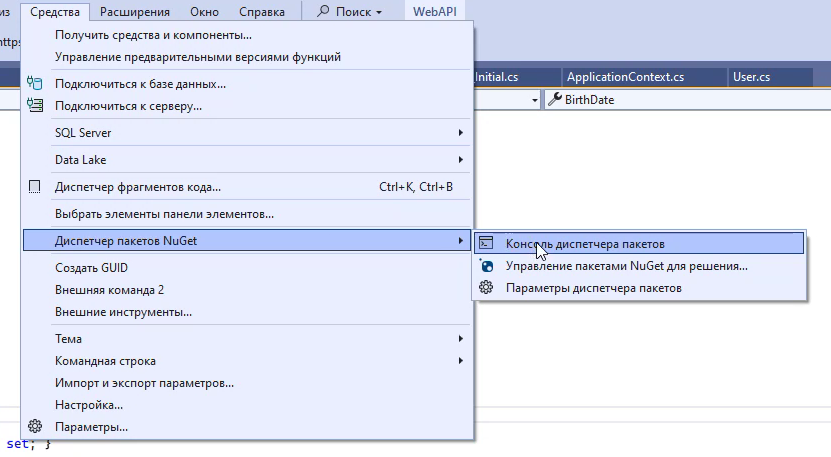 из Средства Расширения Окно Справка Поиск WebAPI
https
Получить средства и компоненты...
Управление предварительными версиями функций
Подключиться к базе данных...
Initial.cs ApplicationContext.cs User.cs
Подключиться к серверу...
BirthDate
SQL Server
Data Lake
Диспетчер фрагментов кода... Ctrl+K, Ctrl+B
Выбрать элементы панели элементов...
Диспетчер пакетов NuGet
Консоль диспетчера пакетов
Управление пакетами NuGet для решения...
Параметры диспетчера пакетов
Создать GUID
Внешняя команда 2
Внешние инструменты...
Тема
Командная строка
Импорт и экспорт параметров...
Настройка...
Параметры...
set; }